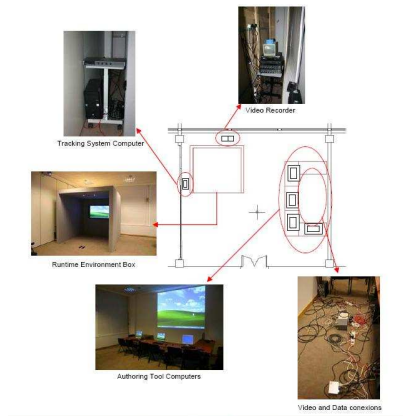 Video Recorder
Tracking System Computer
Runtime Environment Box
Authoring Tool Computers
Video and Data conexions